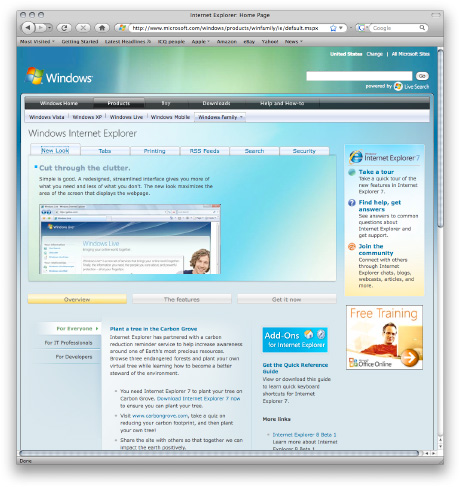 Internet Explorer: Home Page
http://www.microsoft.com/windows/products/winfamily/ie/default.mspx
Google
Most Visited Getting Started Latest Headlines ICQ people Apple Amazon eBay Yahoo! News
United States Change | All Microsoft Sites
Windows
Go
powered by Live Search
Windows Home Products Buy Downloads Help and How-to
Windows Vista Windows XP Windows Live Windows Mobile Windows Family
Windows Internet Explorer
New Look Tabs Printing RSS Feeds Search Security
Cut through the clutter.
Simple is good. A redesigned, streamlined interface gives you more of
what you need and less of what you don't. The new look maximizes the
area of the screen that displays the webpage.
Windows Live
Internet Explorer 7
Take a tour
Take a quick tour of the
new features in Internet
Explorer 7.
Find help, get
answers
See answers to common
questions about Internet
Explorer and get support.
Join the
community
Connect with others
through Internet Explorer
chats, blogs,
webcasts, articles, and
more.
Overview The features Get it now
For Everyone
For IT Professionals
For Developers
Plant a tree in the Carbon Grove
Internet Explorer has partnered with a carbon
reduction reminder service to help increase awareness
around one of Earth's most precious resources.
Browse three endangered forests and plant your own
virtual tree while learning how to become a better
steward of the environment.
You need Internet Explorer 7 to plant your tree on
Carbon Grove. Download Internet Explorer 7 now
to ensure you can plant your tree.
Visit www.carbongrove.com, take a quiz on
reducing your carbon footprint, and then plant
your own tree!
Share the site with others so that together we can
impact the earth positively.
Add-Ons
for Internet Explorer
Get the Quick Reference
Guide
View or download this guide
to learn quick keyboard
shortcuts for Internet
Explorer 7.
More links
Internet Explorer 8 Beta 1
Learn more about Internet
Explorer 8 Beta 1
Free Training
Microsoft
Office Online
Done